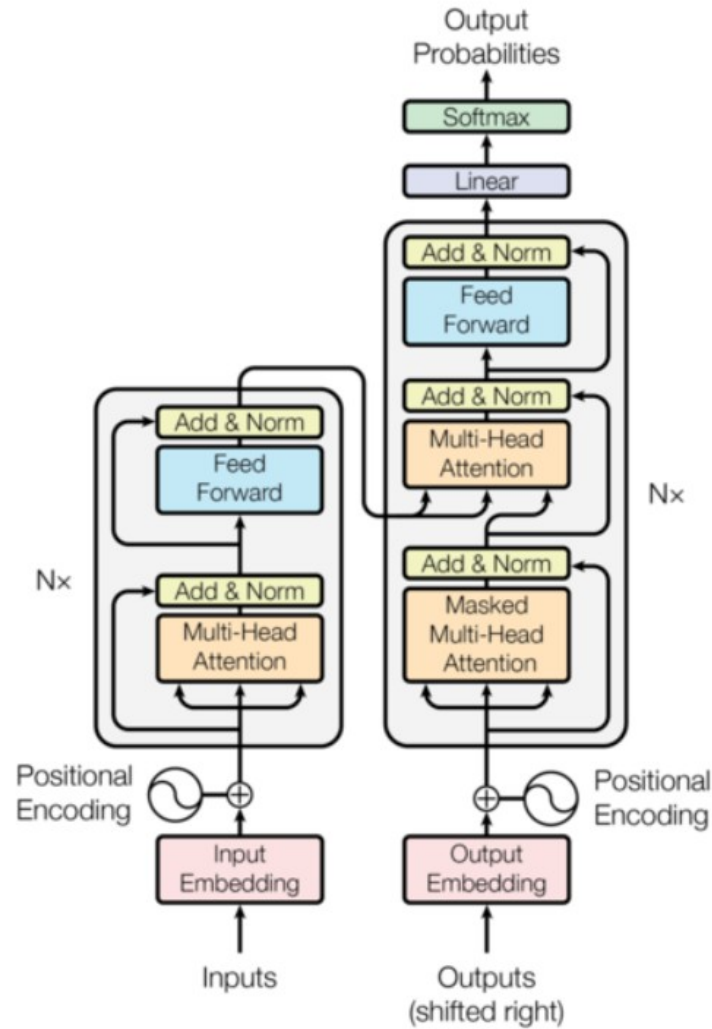 Output
Probabilities
Softmax
Linear
Add & Norm
Feed
Forward
Add & Norm
Multi-Head
Attention
Add & Norm
Masked
Multi-Head
Attention
N×
Add & Norm
Feed
Forward
Add & Norm
Multi-Head
Attention
N×
Positional
Encoding
Positional
Encoding
Input
Embedding
Output
Embedding
Inputs
Outputs
(shifted right)